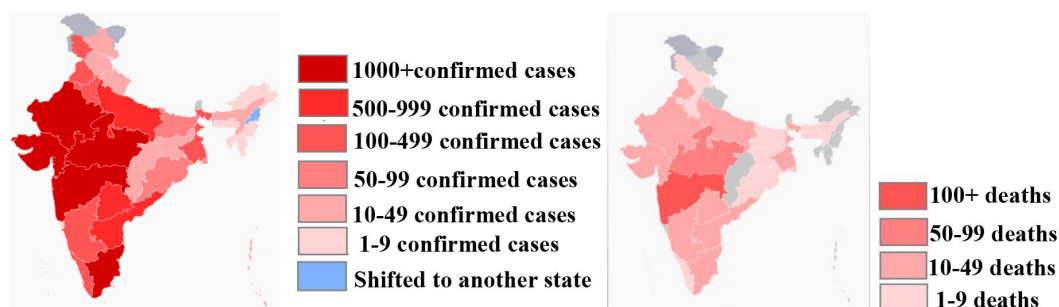 1000+confirmed cases
500-999 confirmed cases
100-499 confirmed cases
50-99 confirmed cases
10-49 confirmed cases
1-9 confirmed cases
Shifted to another state
100+ deaths
50-99 deaths
10-49 deaths
1-9 deaths